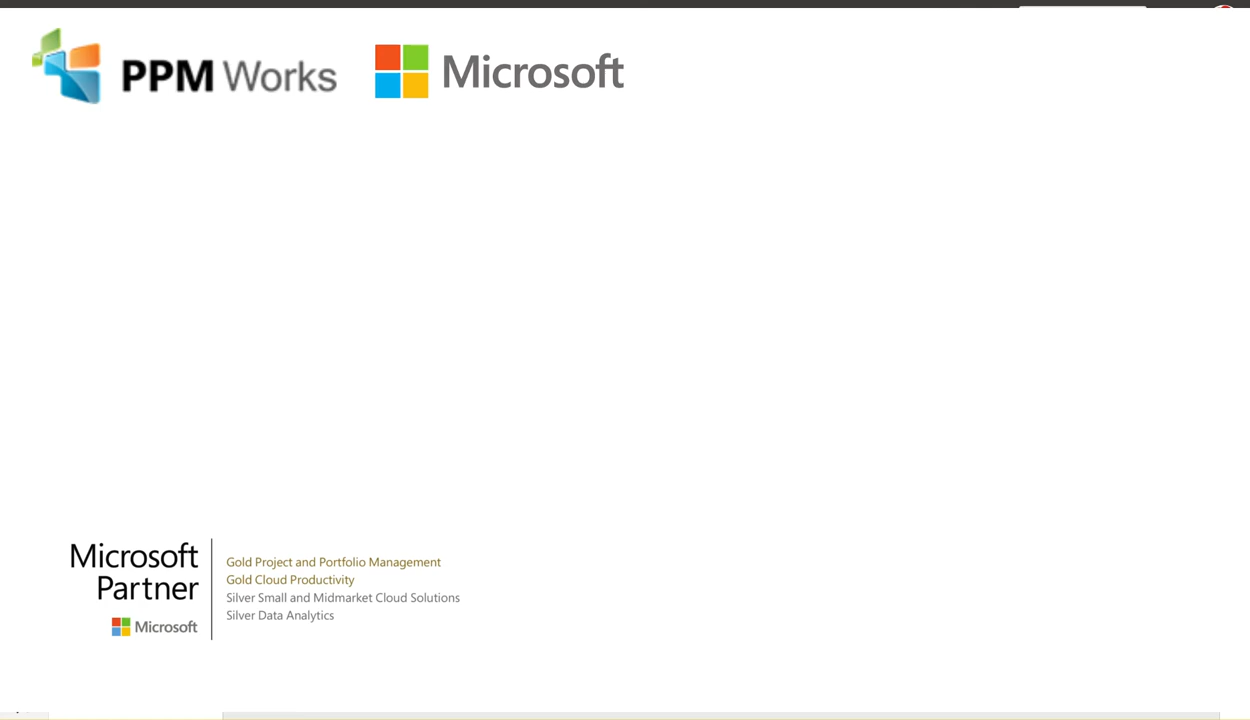 PPM Works
Microsoft
Microsoft
Partner
Microsoft
Gold Project and Portfolio Management
Gold Cloud Productivity
Silver Small and Midmarket Cloud Solutions
Silver Data Analytics